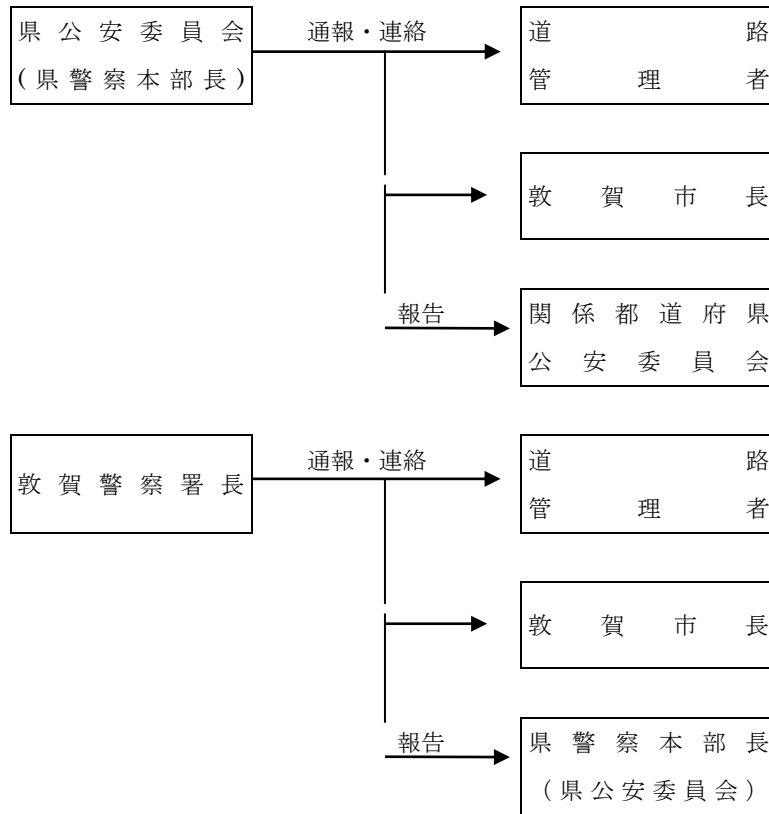 県公安委員会
(県警察本部長)
通報・連絡
道路
管理者
敦賀市長
報告
関係都道府県
公安委員会
敦賀警察署長
通報・連絡
道路
管理者
敦賀市長
報告
県警察本部長
(県公安委員会)